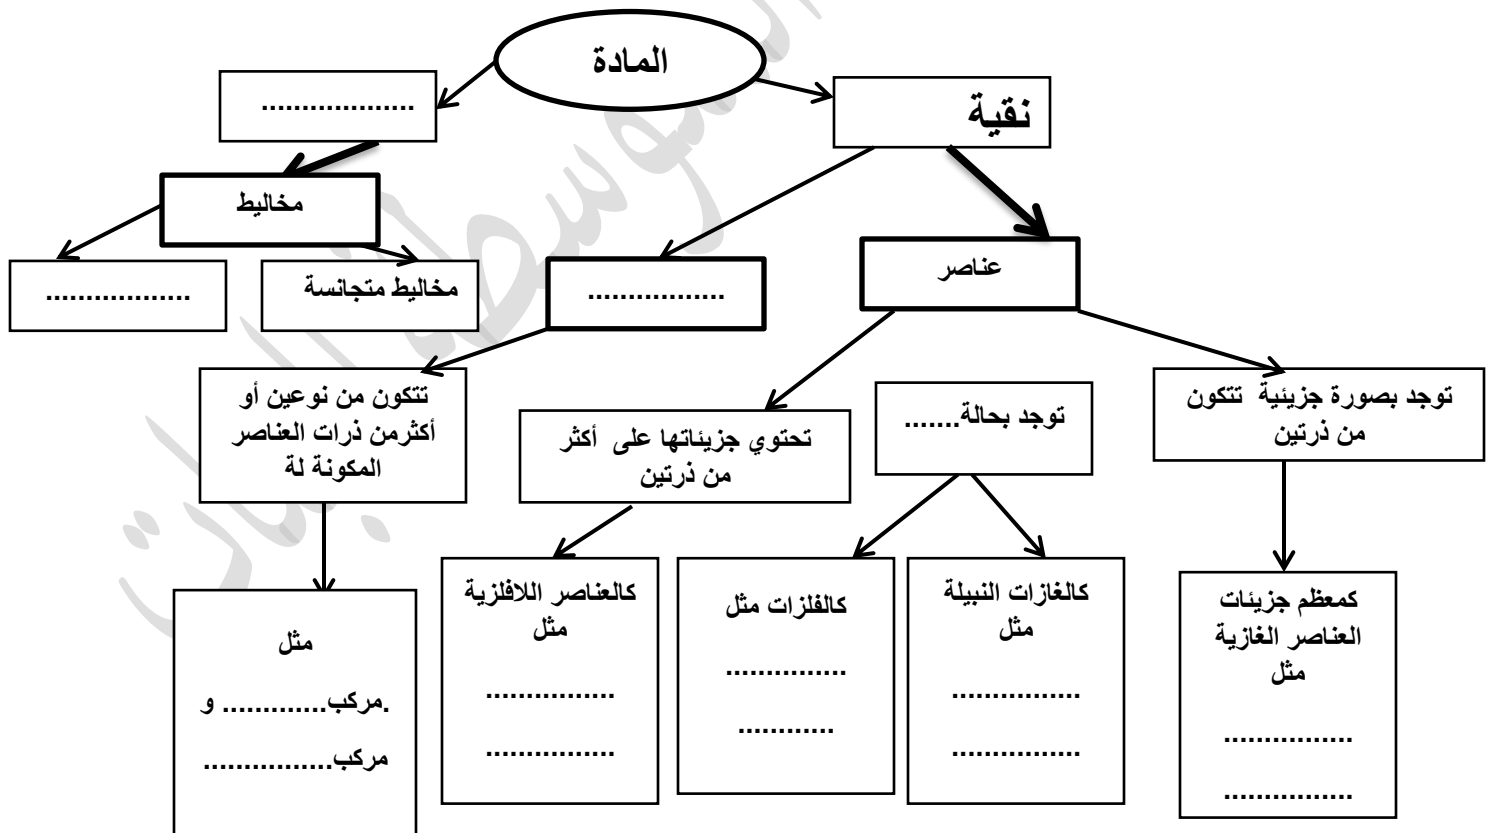 المادة
نقية
...................
مخاليط
مخاليط متجانسة
..................
.................
عناصر
توجد بصورة جزيئية تتكون
من ذرتين
توجد بحالة.......
تحتوي جزيئاتها على أكثر
من ذرتين
تتكون من نوعين أو
أكثرمن ذرات العناصر
المكونة لة
كمعظم جزيئات
العناصر الغازية
مثل
................
................
كالغازات النبيلة
مثل
................
................
كالفلزات مثل
...............
............
كالعناصر اللافلزية
مثل
................
................
مثل
.مركب............. و
مركب................